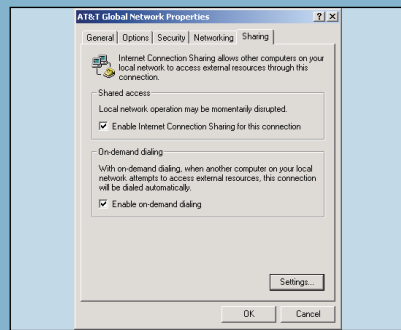 AT&T Global Network Properties
General Options Security Networking Sharing
Internet Connection Sharing allows other computers on your
local network to access external resources through this
connection.
Shared access
Local network operation may be momentarily disrupted.
Enable Internet Connection Sharing for this connection
On-demand dialing
With on-demand dialing, when another computer on your local
network attempts to access external resources, this connection
will be dialed automatically.
Enable on-demand dialing
Settings...
OK Cancel